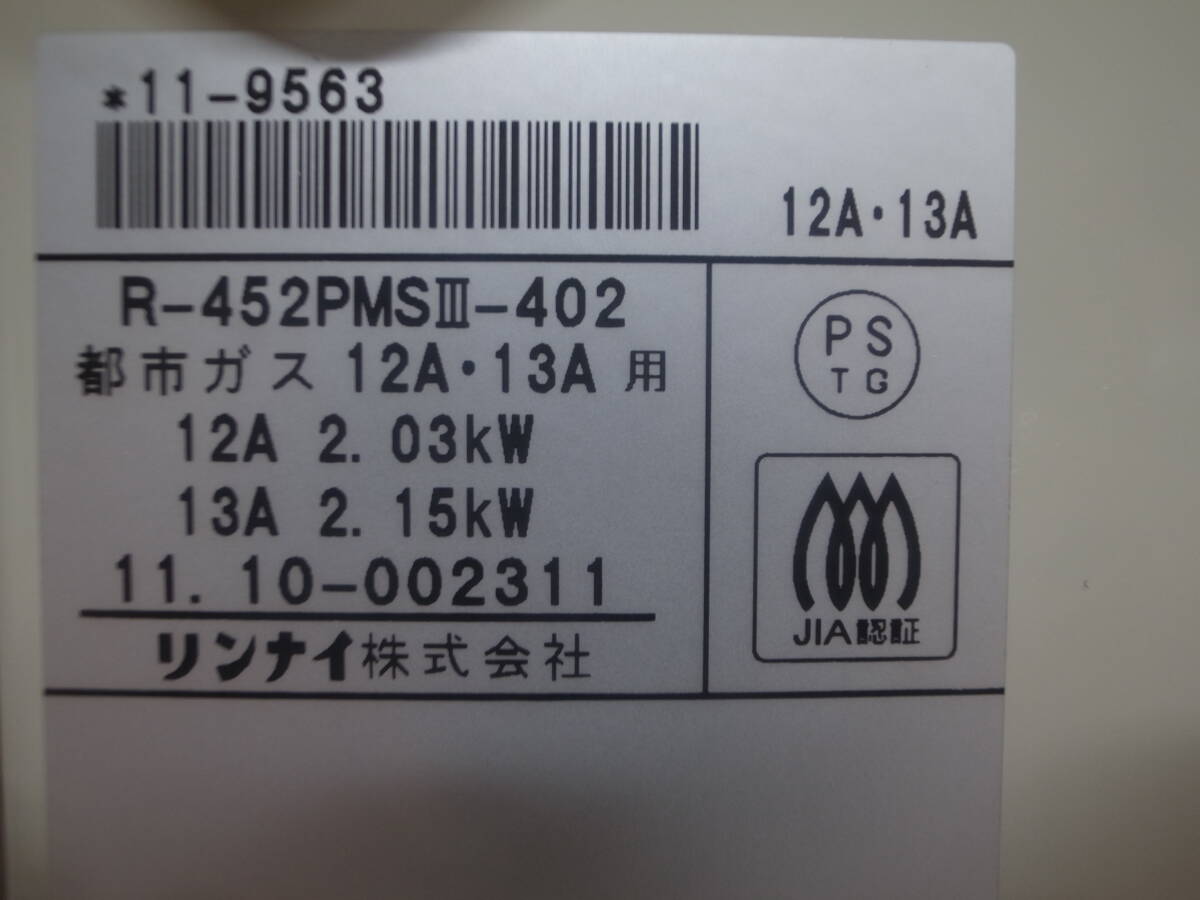 *11-9563
12A・13A
R-452PMSⅢ-402
都市ガス 12A・13A 用
12A 2.03kW
13A 2.15kW
11.10-002311
リンナイ株式会社
PS
TG
JIA認証